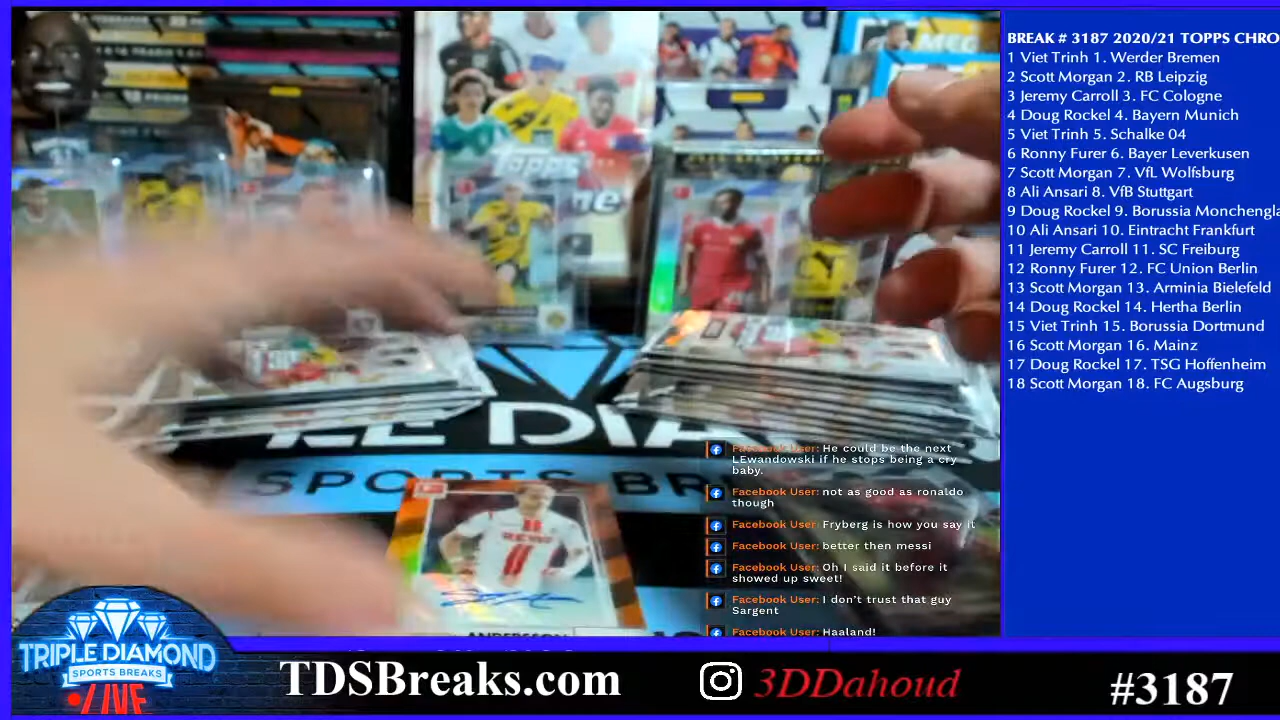 BREAK # 3187 2020/21 TOPPS CHRO
1 Viet Trinh 1. Werder Bremen
2 Scott Morgan 2. RB Leipzig
3 Jeremy Carroll 3. FC Cologne
4 Doug Rockel 4. Bayern Munich
5 Viet Trinh 5. Schalke 04
6 Ronny Furer 6. Bayer Leverkusen
7 Scott Morgan 7. VfL Wolfsburg
8 Ali Ansari 8. VfB Stuttgart
9 Doug Rockel 9. Borussia Monchengla
10 Ali Ansari 10. Eintracht Frankfurt
11 Jeremy Carroll 11. SC Freiburg
12 Ronny Furer 12. FC Union Berlin
13 Scott Morgan 13. Arminia Bielefeld
14 Doug Rockel 14. Hertha Berlin
15 Viet Trinh 15. Borussia Dortmund
16 Scott Morgan 16. Mainz
17 Doug Rockel 17. TSG Hoffenheim
18 Scott Morgan 18. FC Augsburg
Topps
SPORTS BR
Facebook User: He could be the next
LEwandowski if he stops being a cry
baby.
Facebook User: not as good as ronaldo
though
Facebook User: Fryberg is how you say it
Facebook User: better then messi
Facebook User: Oh I said it before it
showed up sweet!
Facebook User: I don't trust that guy
Sargent
Facebook User: Haaland!
ANDERSSON
TRIPLE DIAMOND
SPORTS BREAKS
LIVE
TDSBreaks.com
3DDahoud
#3187